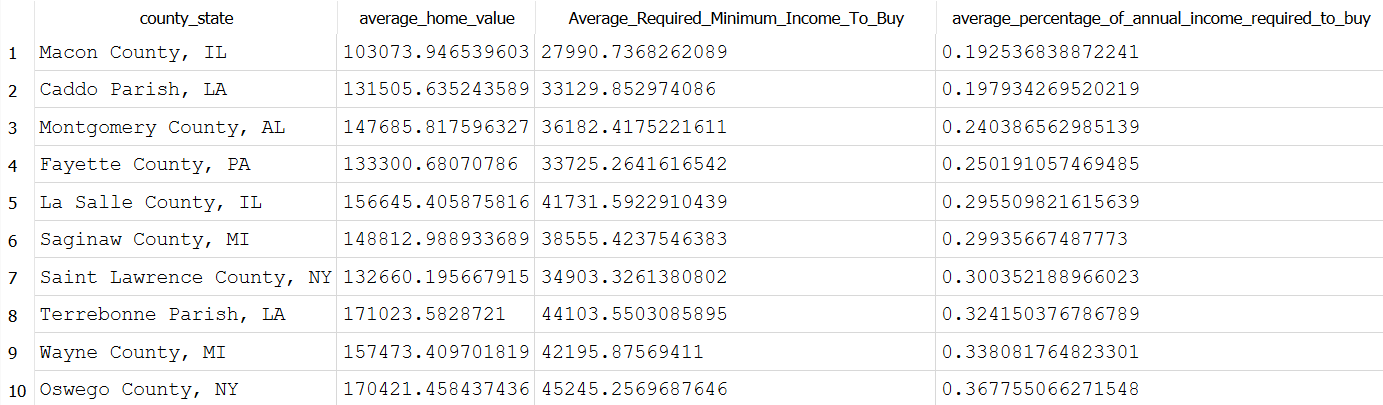 county_state average_home_value Average_Required_Minimum_Income_To_Buy average_percentage_of_annual_income_required_to_buy
1 Macon County, IL 103073.946539603 27990.7368262089 0.192536838872241
2 Caddo Parish, LA 131505.635243589 33129.852974086 0.197934269520219
3 Montgomery County, AL 147685.817596327 36182.4175221611 0.240386562985139
4 Fayette County, PA 133300.68070786 33725.2641616542 0.250191057469485
5 La Salle County, IL 156645.405875816 41731.5922910439 0.295509821615639
6 Saginaw County, MI 148812.988933689 38555.4237546383 0.29935667487773
7 Saint Lawrence County, NY 132660.195667915 34903.3261380802 0.300352188966023
8 Terrebonne Parish, LA 171023.5828721 44103.5503085895 0.324150376786789
9 Wayne County, MI 157473.409701819 42195.87569411 0.338081764823301
10 Oswego County, NY 170421.458437436 45245.2569687646 0.367755066271548